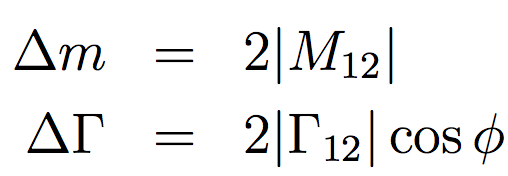 Δm = 2|M₁₂|
ΔΓ = 2|Γ₁₂| cos ϕ